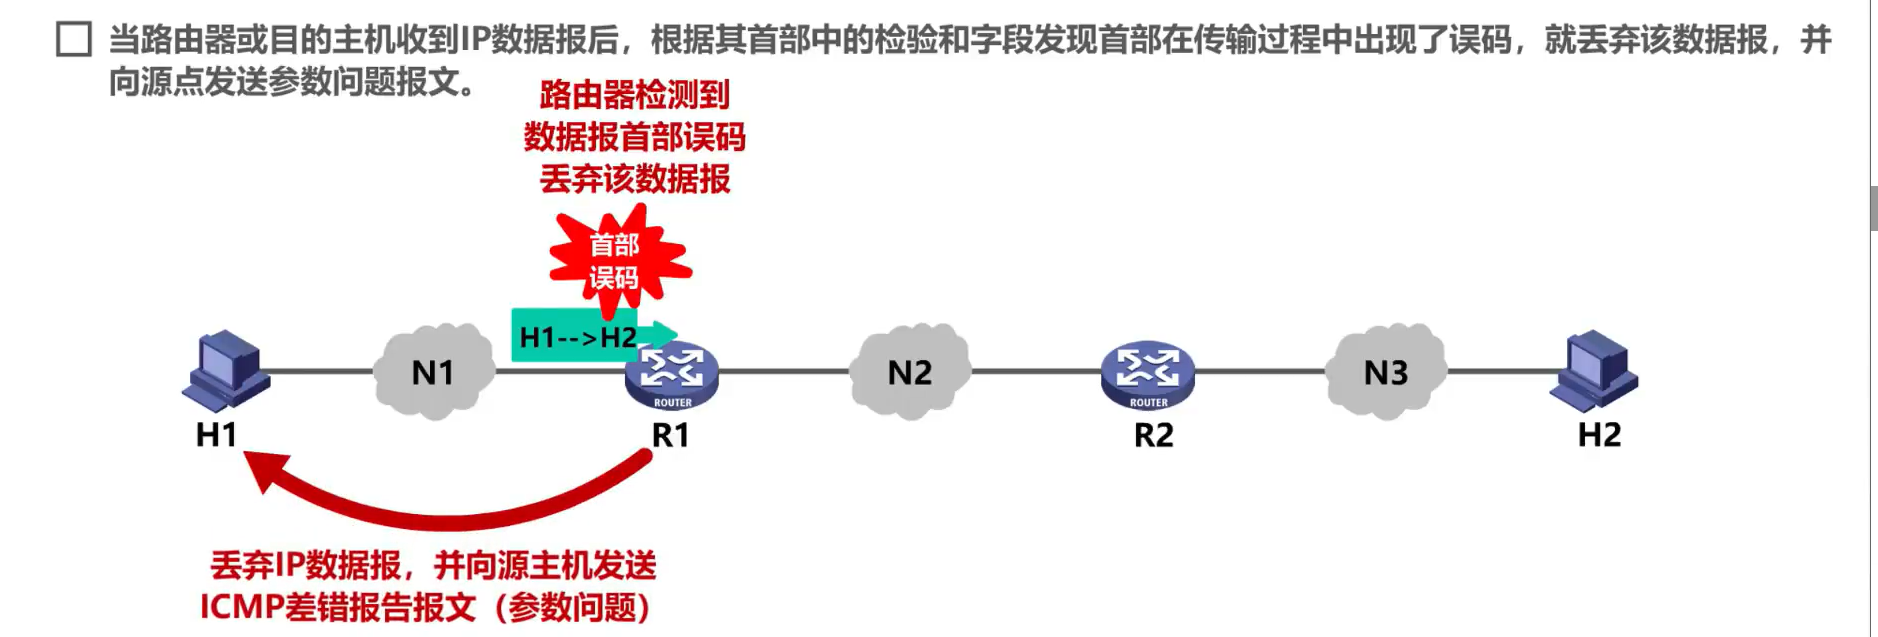 当路由器或目的主机收到IP数据报后，根据其首部中的检验和字段发现首部在传输过程中出现了误码，就丢弃该数据报，并
向源点发送参数问题报文。
路由器检测到
数据报首部误码
丢弃该数据报
首部
误码
H1-->H2
N1
N2
N3
ROUTER
ROUTER
H1
R1
R2
H2
丢弃IP数据报，并向源主机发送
ICMP差错报告报文（参数问题）